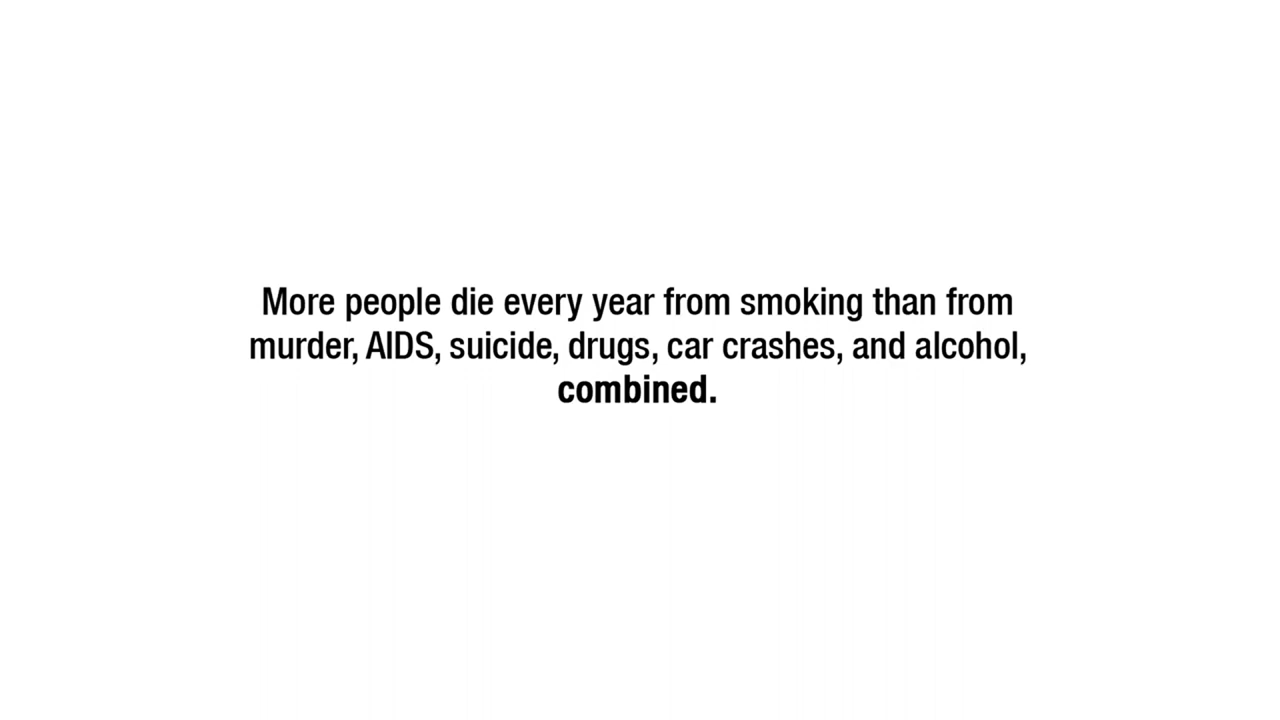 More people die every year from smoking than from
murder, AIDS, suicide, drugs, car crashes, and alcohol,
combined.